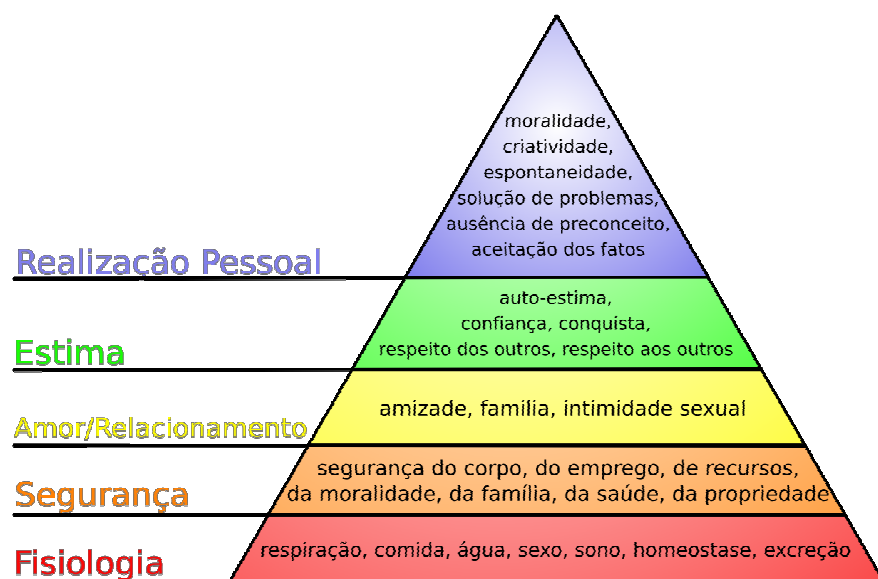 moralidade,
criatividade,
espontaneidade,
solução de problemas,
ausência de preconceito,
aceitação dos fatos
Realização Pessoal
auto-estima,
confiança, conquista,
respeito dos outros, respeito aos outros
Estima
amizade, família, intimidade sexual
Amor/Relacionamento
segurança do corpo, do emprego, de recursos,
da moralidade, da família, da saúde, da propriedade
Segurança
respiração, comida, água, sexo, sono, homeostase, excreção
Fisiologia